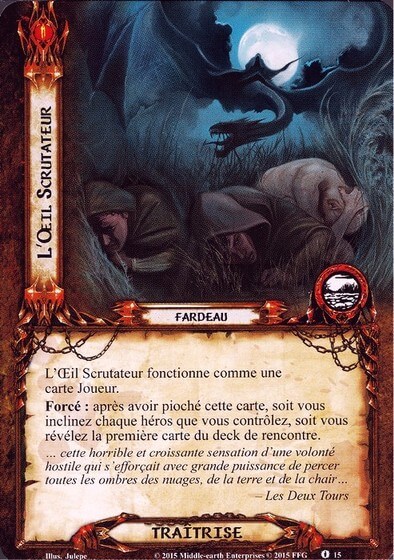 L'ŒIL SCRUTATEUR
FARDEAU
L'Œil Scrutateur fonctionne comme une
carte Joueur.
Forcé : après avoir pioché cette carte, soit vous
inclinez chaque héros que vous contrôlez, soit vous
révélez la première carte du deck de rencontre.
... cette horrible et croissante sensation d'une volonté
hostile qui s'efforçait avec grande puissance de percer
toutes les ombres des nuages, de la terre et de la chair...
– Les Deux Tours
TRAÎTRISE
Illus. Julepe
© 2015 Middle-earth Enterprises © 2015 FFG
15